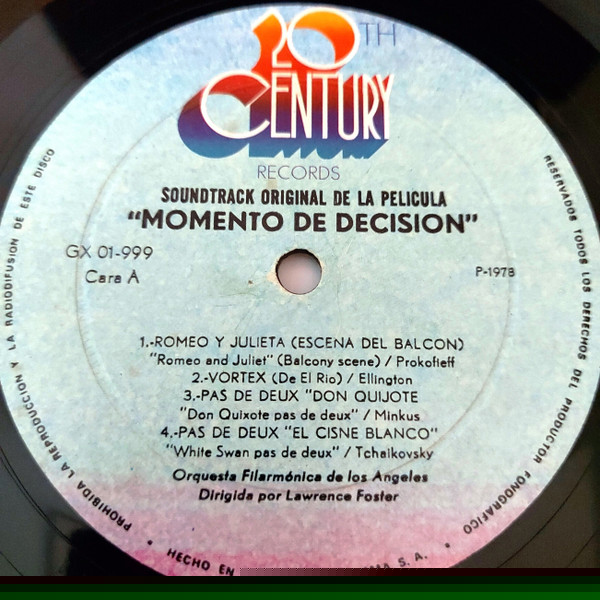 20TH
CENTURY
RECORDS
SOUNDTRACK ORIGINAL DE LA PELICULA
"MOMENTO DE DECISION"
GX 01-999
Cara A
P-1978
1.-ROMEO Y JULIETA (ESCENA DEL BALCON)
"Romeo and Juliet" (Balcony scene) / Prokofieff
2.-VORTEX (De El Rio) / Ellington
3.-PAS DE DEUX "DON QUIJOTE
"Don Quixote pas de deux" / Minkus
4.-PAS DE DEUX "EL CISNE BLANCO"
"White Swan pas de deux" / Tchaikovsky
Orquesta Filarmónica de los Angeles
Dirigida por Lawrence Foster
RESERVADOS TODOS LOS DERECHOS DEL PRODUCTOR FONOGRAFICO
PROHIBIDA LA REPRODUCCION Y LA RADIODIFUSION DE ESTE DISCO
HECHO EN
S. A.